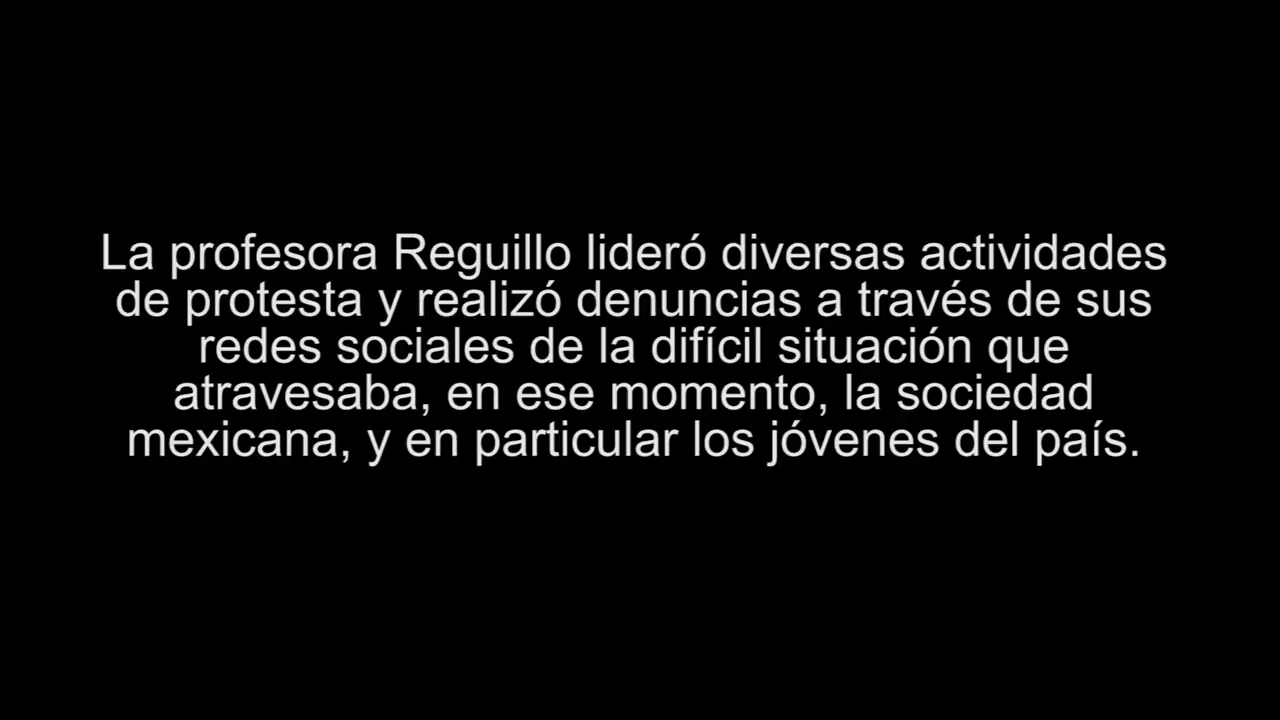 La profesora Reguillo lideró diversas actividades
de protesta y realizó denuncias a través de sus
redes sociales de la difícil situación que
atravesaba, en ese momento, la sociedad
mexicana, y en particular los jóvenes del país.